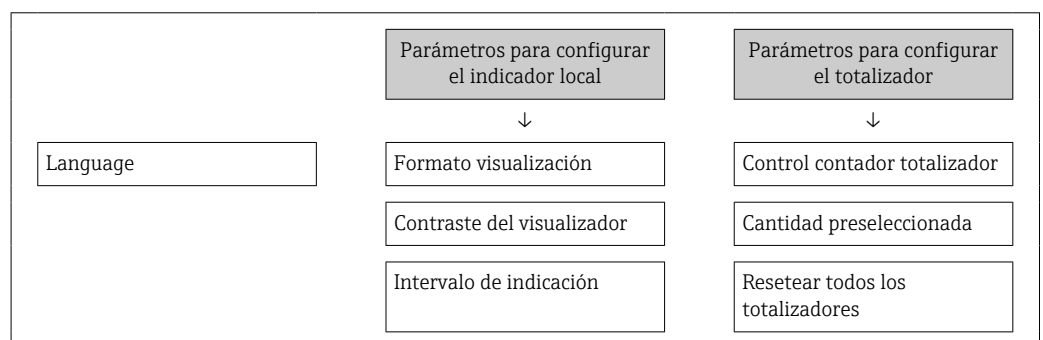 Parámetros para configurar
el indicador local
Parámetros para configurar
el totalizador
↓
↓
Language
Formato visualización
Control contador totalizador
Contraste del visualizador
Cantidad preseleccionada
Intervalo de indicación
Resetear todos los
totalizadores